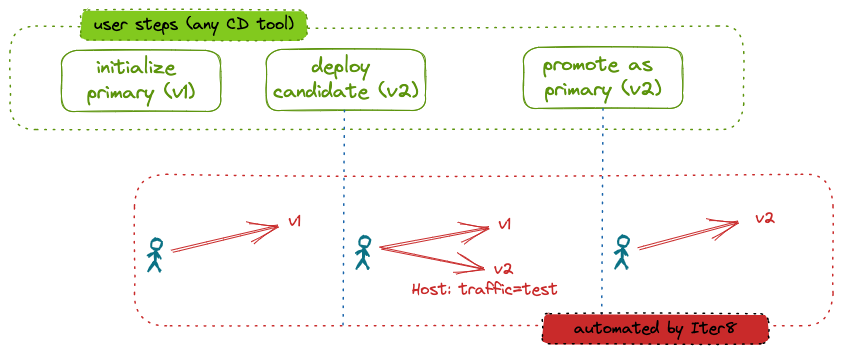 user steps (any CD tool)
initialize
primary (v1)
deploy
candidate (v2)
promote as
primary (v2)
v1
v1
v2
Host: traffic=test
v2
automated by Iter8